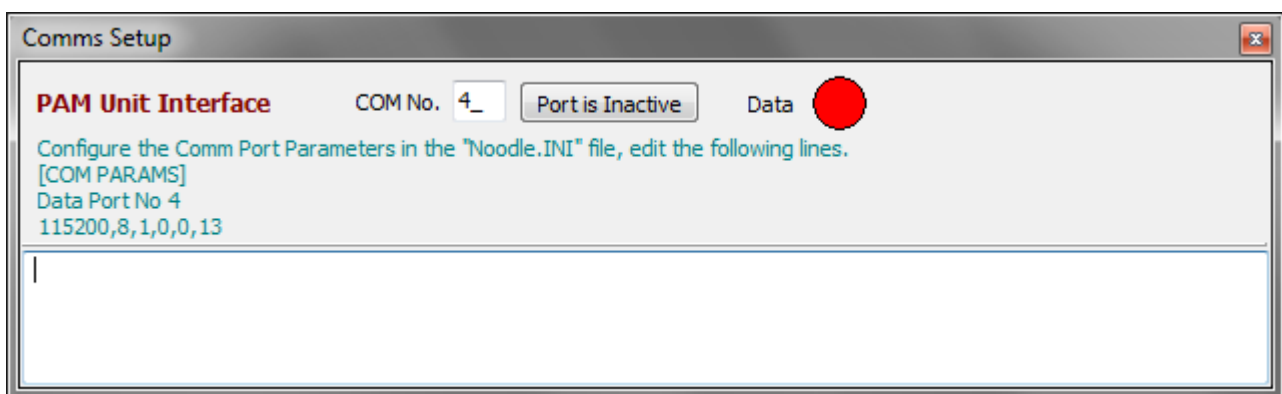 Comms Setup
PAM Unit Interface COM No. 4_ Port is Inactive Data
Configure the Comm Port Parameters in the "Noodle.INI" file, edit the following lines.
[COM PARAMS]
Data Port No 4
115200,8,1,0,0,13